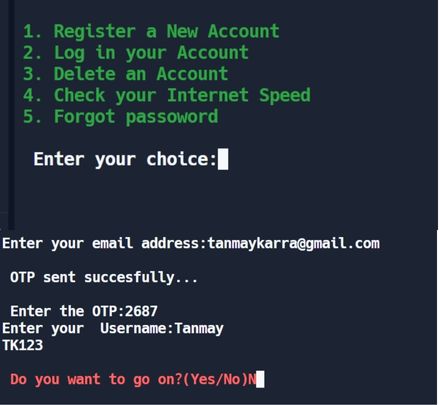 1. Register a New Account
2. Log in your Account
3. Delete an Account
4. Check your Internet Speed
5. Forgot passoword
Enter your choice:
Enter your email address:tanmaykarra@gmail.com
OTP sent succesfully...
Enter the OTP:2687
Enter your  Username:Tanmay
TK123
Do you want to go on?(Yes/No)N